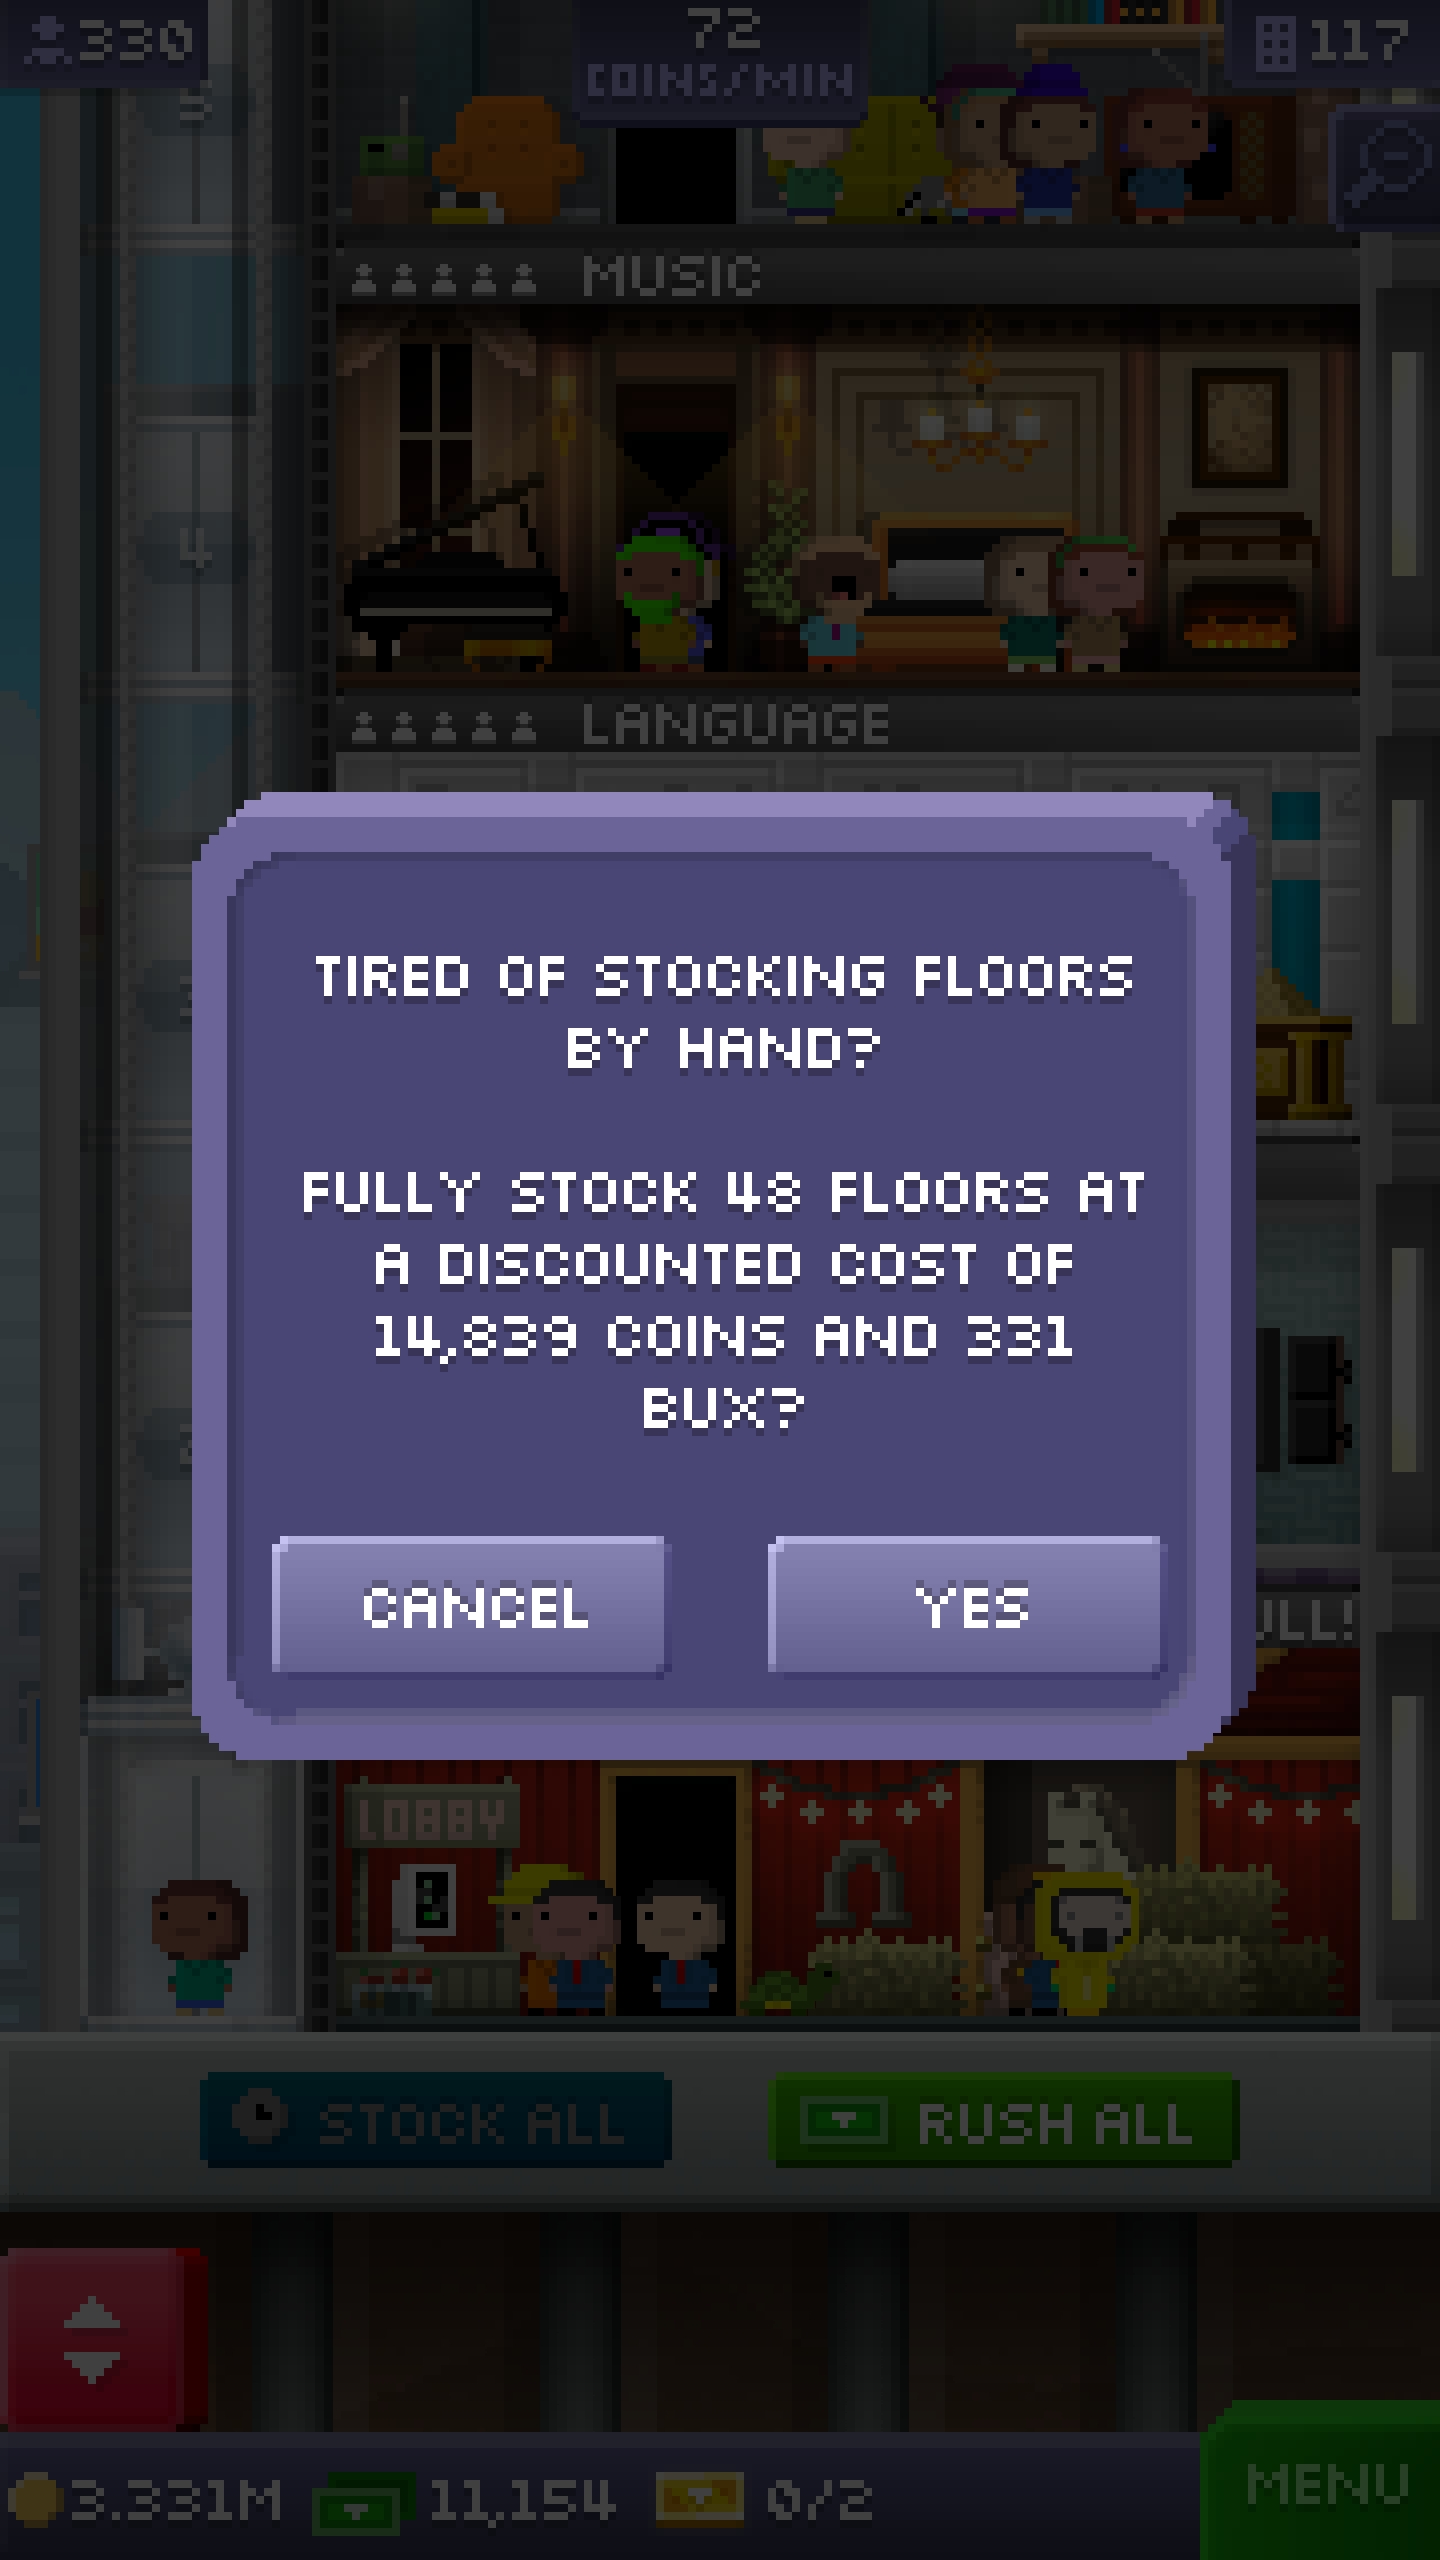 330
72
COINS/MIN
117
5
MUSIC
4
LANGUAGE
TIRED OF STOCKING FLOORS
BY HAND?
FULLY STOCK 48 FLOORS AT
A DISCOUNTED COST OF
14,839 COINS AND 331
BUX?
CANCEL
YES
LOBBY
STOCK ALL
RUSH ALL
3.331M
11,154
0/2
MENU